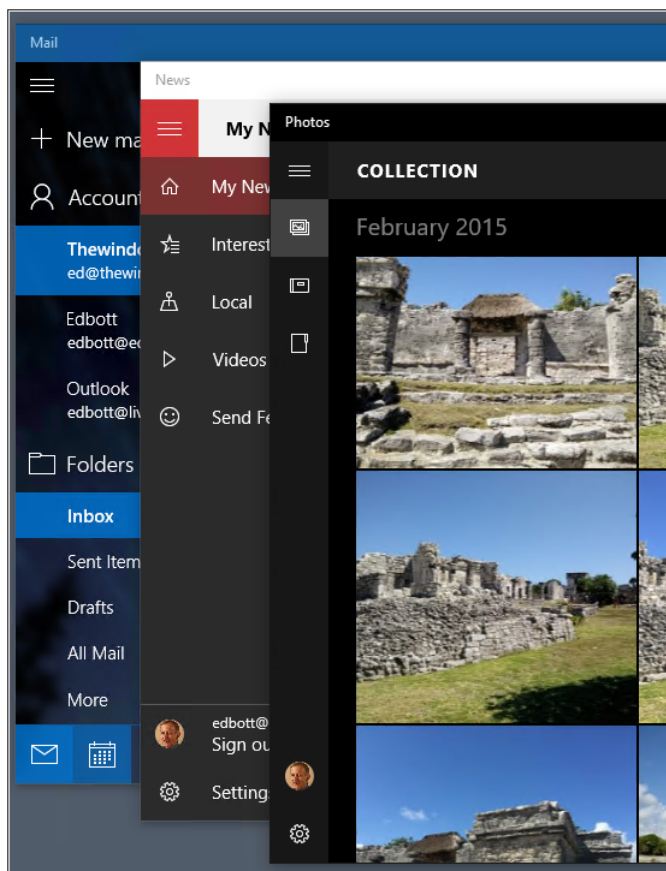 Mail
New ma
Account
Thewind
ed@thewi
Edbott
edbott@e
Outlook
edbott@liv
Folders
Inbox
Sent Item
Drafts
All Mail
More
News
My N
My Nev
Interest
Local
Videos
Send Fe
edbott@
Sign ou
Setting
Photos
COLLECTION
February 2015